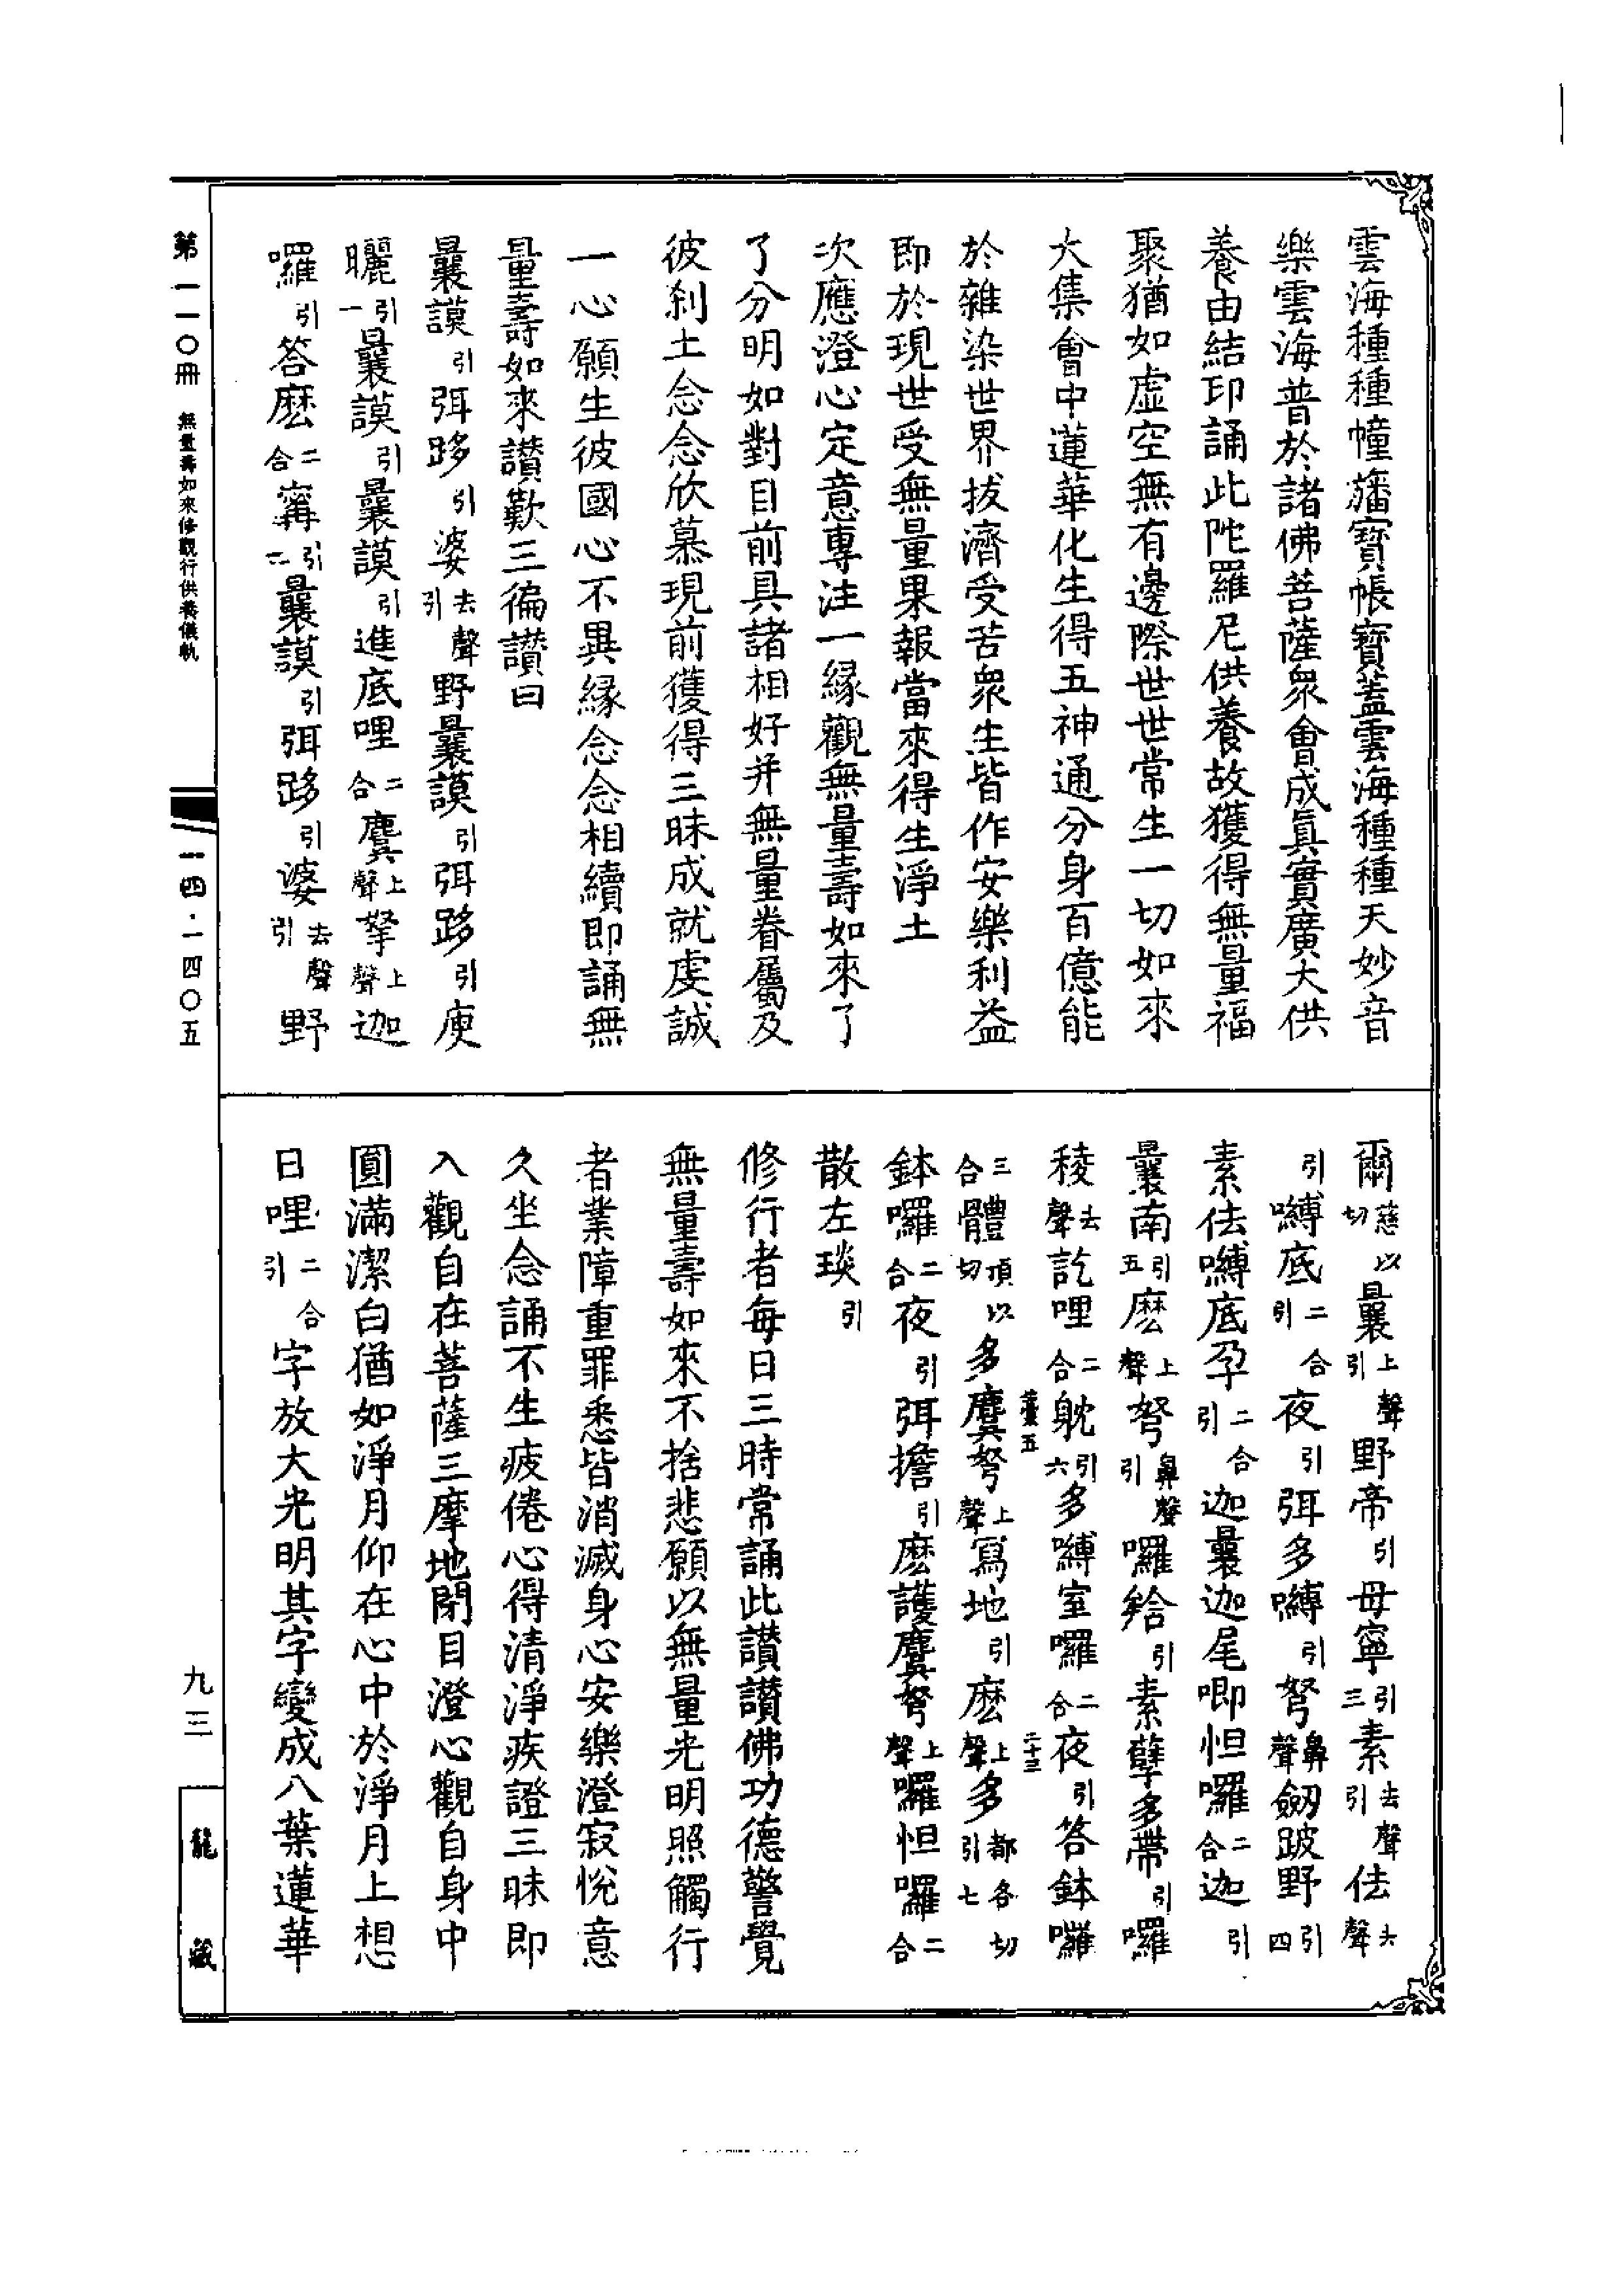 雲海種種幢旛寶帳寶蓋雲海種種天妙音
樂雲海普於諸佛菩薩眾會成眞實廣大供
養由結印誦此陀羅尼供養故獲得無量福
聚猶如虛空無有邊際世世常生一切如來
大集會中蓮華化生得五神通分身百億能
於雜染世界拔濟受苦眾生皆作安樂利益
即於現世受無量果報當來得生淨土
次應澄心定意專注一緣觀無量壽如來了
了分明如對目前具諸相好并無量眷屬及
彼刹土念念欣慕現前獲得三昧成就虔誠
一心願生彼國心不異緣念念相續即誦無
量壽如來讚歎三徧讚曰
曩謨引弭跢引婆去聲引野曩謨引弭跢引庾
曬引一曩謨引曩謨引進底哩二合麌上聲拏上聲迦
囉引答麽二合寗引二曩謨引弭跢引婆去聲引野
爾慈以切曩上聲引野帝引毋寧引三素去聲引佉去聲
引嚩底二合引夜引弭多嚩引弩鼻聲劒跛野引四
素佉嚩底孕二合引迦曩迦尾唧怛囉二合迦引
曩南引五麽上聲弩鼻聲引囉䩭引素孽多帶引囉
稜去聲訖哩二合躭引六多嚩室囉二合夜引答鉢囉
三合體頂以切多麌弩上聲寫地引麽上聲多都各切引七
鉢囉二合夜引弭擔引麽護麌弩上聲囉怛囉二合
散左琰引
修行者每日三時常誦此讚讚佛功德警覺
無量壽如來不捨悲願以無量光明照觸行
者業障重罪悉皆消滅身心安樂澄寂悅意
久坐念誦不生疲倦心得清淨疾證三昧即
入觀自在菩薩三摩地閉目澄心觀自身中
圓滿潔白猶如淨月仰在心中於淨月上想
日哩二合引字放大光明其字變成八葉蓮華
薹五
二十三
第一一〇冊 無量壽如來修觀行供養儀軌
一四·一四〇五
九三
龍藏